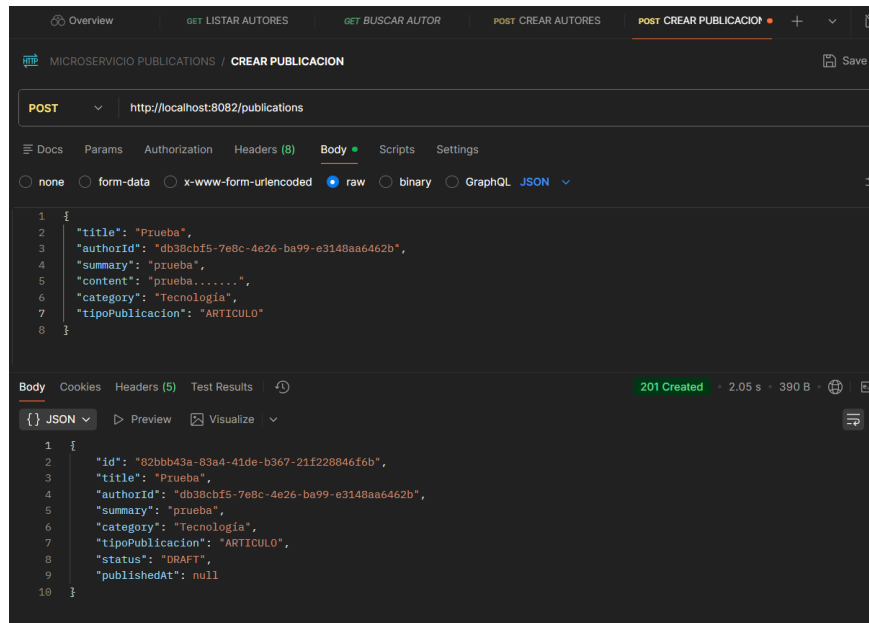 Overview GET LISTAR AUTORES GET BUSCAR AUTOR POST CREAR AUTORES POST CREAR PUBLICACION
HTTP MICROSERVICIO PUBLICATIONS / CREAR PUBLICACION Save
POST http://localhost:8082/publications
Docs Params Authorization Headers (8) Body Scripts Settings
none form-data x-www-form-urlencoded raw binary GraphQL JSON
1 {
2 "title": "Prueba",
3 "authorId": "db38cbf5-7e8c-4e26-ba99-e3148aa6462b",
4 "summary": "prueba",
5 "content": "prueba.......",
6 "category": "Tecnología",
7 "tipoPublicacion": "ARTICULO"
8 }
Body Cookies Headers (5) Test Results 201 Created • 2.05 s • 390 B
{} JSON Preview Visualize
1 {
2 "id": "82bbb43a-83a4-41de-b367-21f228846f6b",
3 "title": "Prueba",
4 "authorId": "db38cbf5-7e8c-4e26-ba99-e3148aa6462b",
5 "summary": "prueba",
6 "category": "Tecnología",
7 "tipoPublicacion": "ARTICULO",
8 "status": "DRAFT",
9 "publishedAt": null
10 }